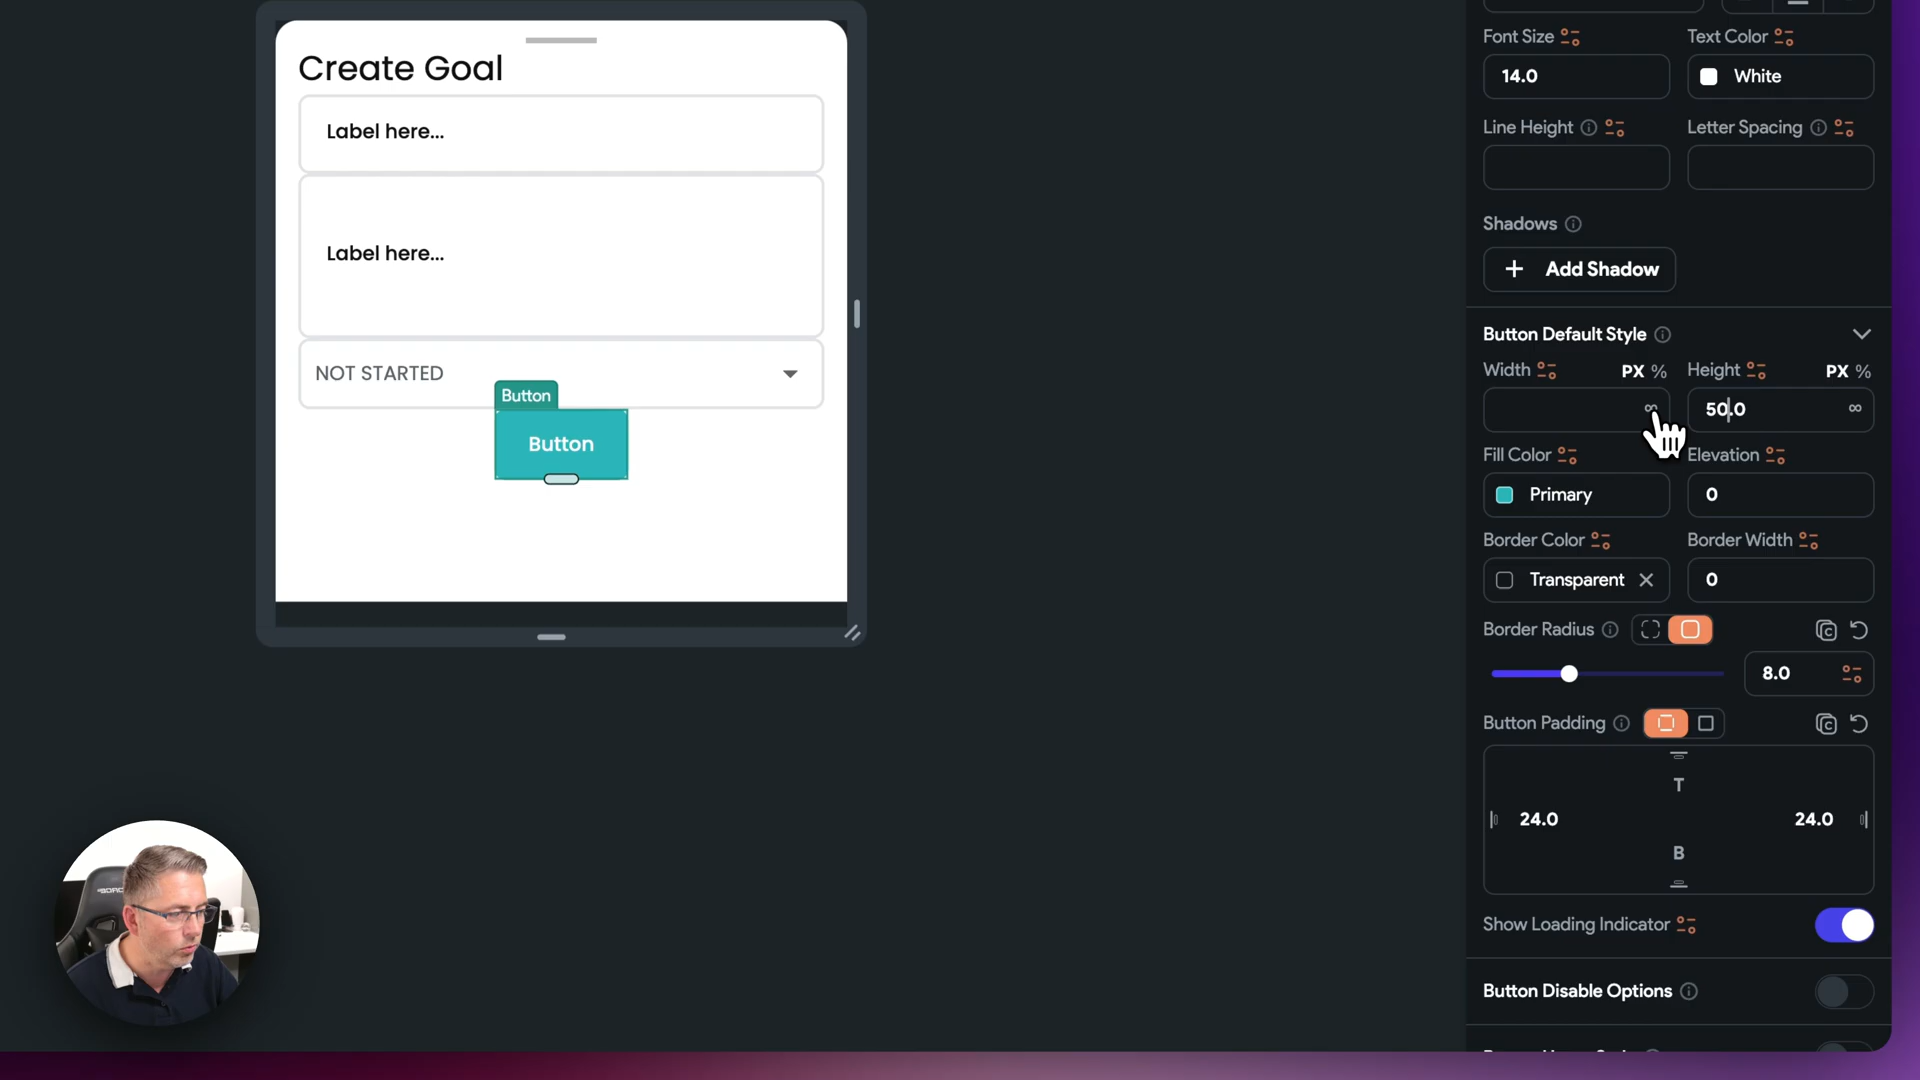 Create Goal
Label here...
Label here...
NOT STARTED
Button
Button
Font Size
Text Color
14.0
White
Line Height
Letter Spacing
Shadows
+ Add Shadow
Button Default Style
Width
PX %
Height
PX %
∞
50.0
∞
Fill Color
Elevation
Primary
0
Border Color
Border Width
Transparent
0
Border Radius
8.0
Button Padding
T
24.0
24.0
B
Show Loading Indicator
Button Disable Options